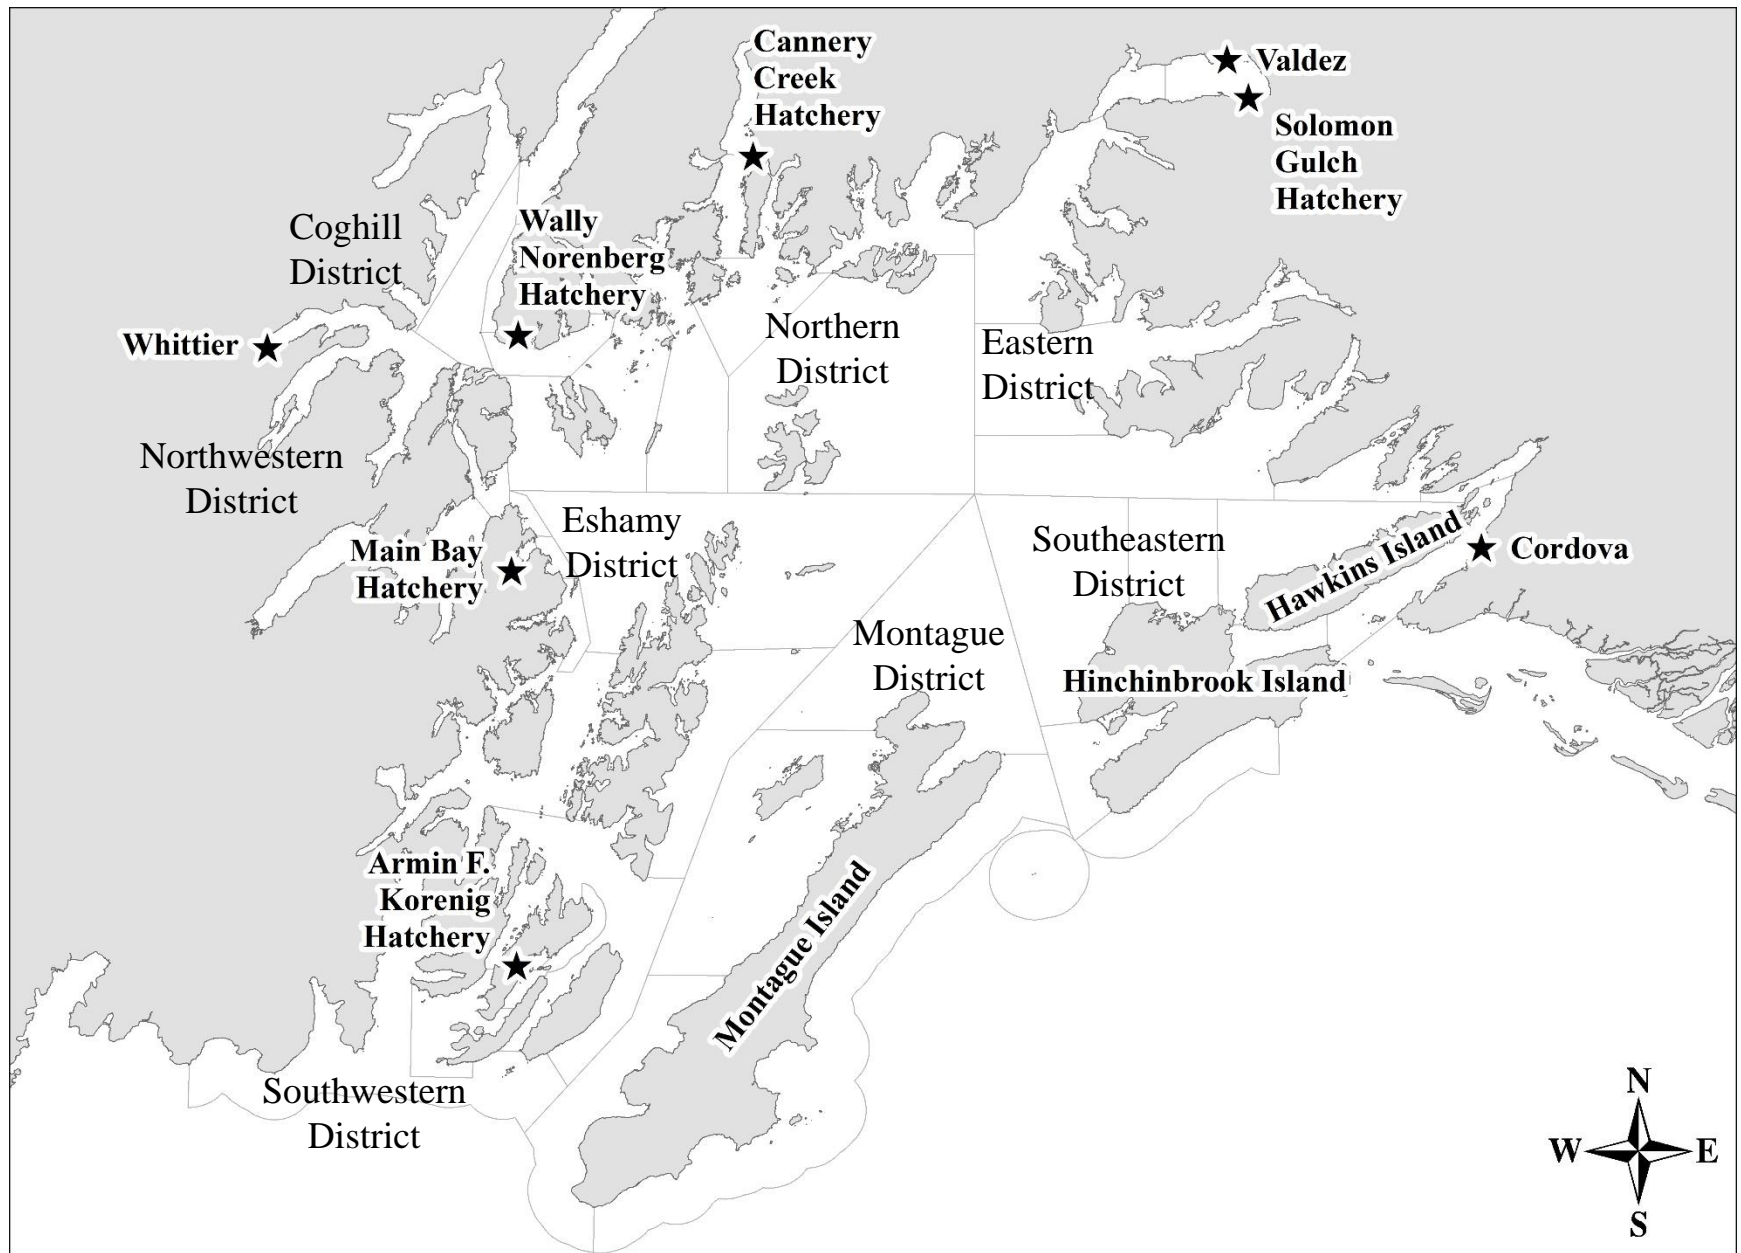 Cannery
Creek
Hatchery
Valdez
Solomon
Gulch
Hatchery
Coghill
District
Wally
Norenberg
Hatchery
Whittier
Northern
District
Eastern
District
Northwestern
District
Main Bay
Hatchery
Eshamy
District
Southeastern
District
Hawkins Island
Cordova
Montague
District
Hinchinbrook Island
Armin F.
Korenig
Hatchery
Montague Island
Southwestern
District
N
W
E
S